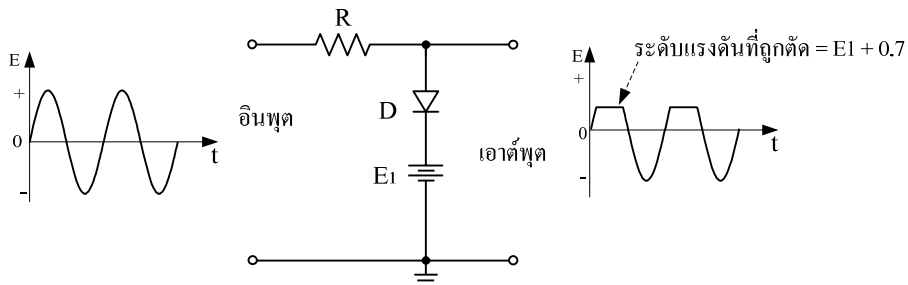 R
E
+
0
-
t
อินพุต
D
E1
เอาต์พุต
E
+
0
-
t
ระดับแรงดันที่ถูกตัด = E1 + 0.7